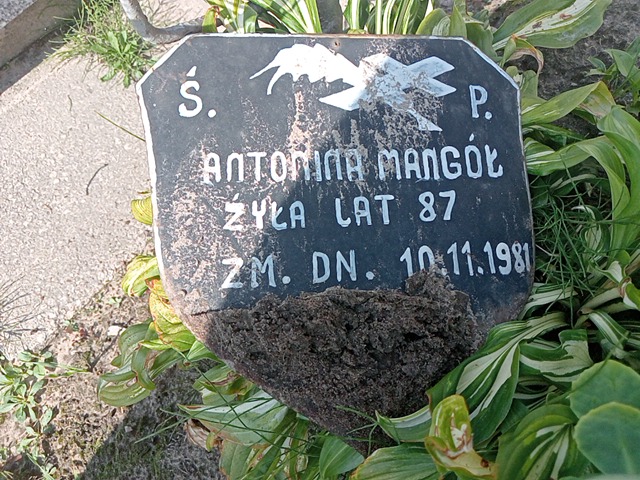 Ś. P.
ANTONINA MANGÓŁ
ŻYŁA LAT 87
ZM. DN. 10.11.1981